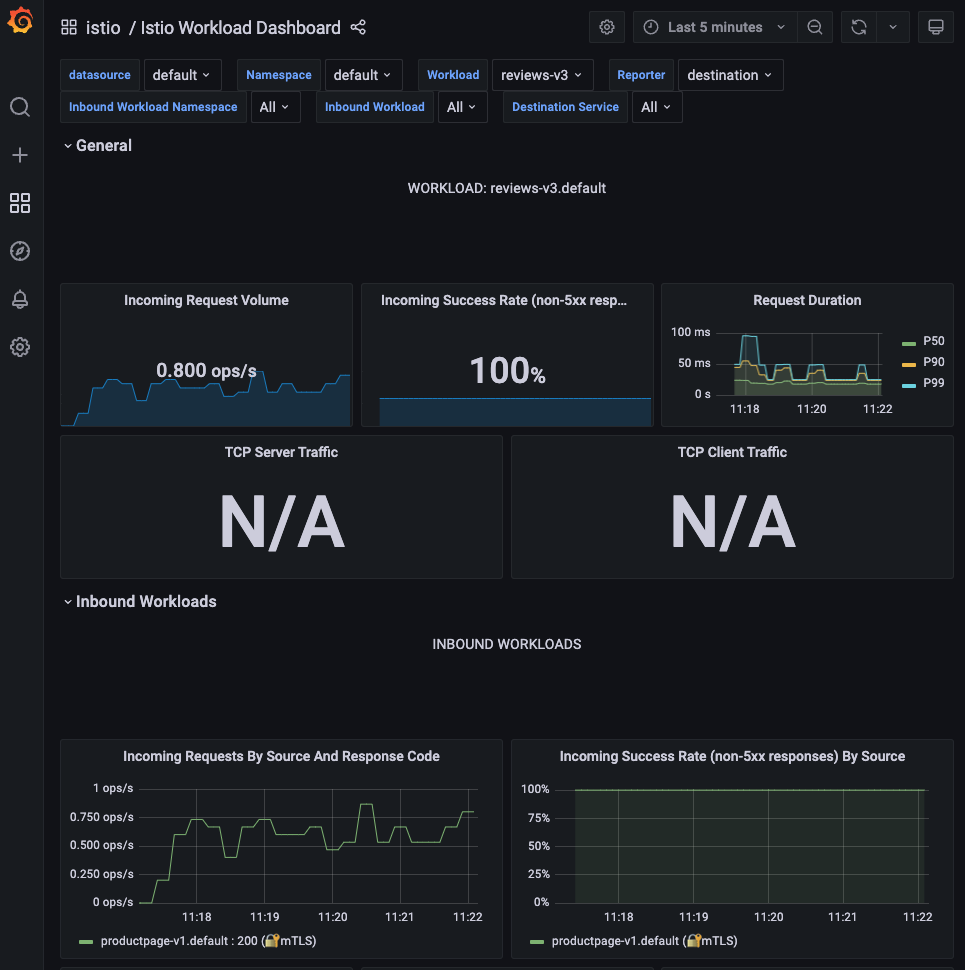 istio / Istio Workload Dashboard
Last 5 minutes
datasource default Namespace default Workload reviews-v3 Reporter destination
Inbound Workload Namespace All Inbound Workload All Destination Service All
General
WORKLOAD: reviews-v3.default
Incoming Request Volume
0.800 ops/s
Incoming Success Rate (non-5xx resp...
100%
Request Duration
100 ms
50 ms
0 s
11:18 11:20 11:22
P50
P90
P99
TCP Server Traffic
N/A
TCP Client Traffic
N/A
Inbound Workloads
INBOUND WORKLOADS
Incoming Requests By Source And Response Code
1 ops/s
0.750 ops/s
0.500 ops/s
0.250 ops/s
0 ops/s
11:18 11:19 11:20 11:21 11:22
productpage-v1.default : 200 (🔐mTLS)
Incoming Success Rate (non-5xx responses) By Source
100%
75%
50%
25%
0%
11:18 11:19 11:20 11:21 11:22
productpage-v1.default (🔐mTLS)